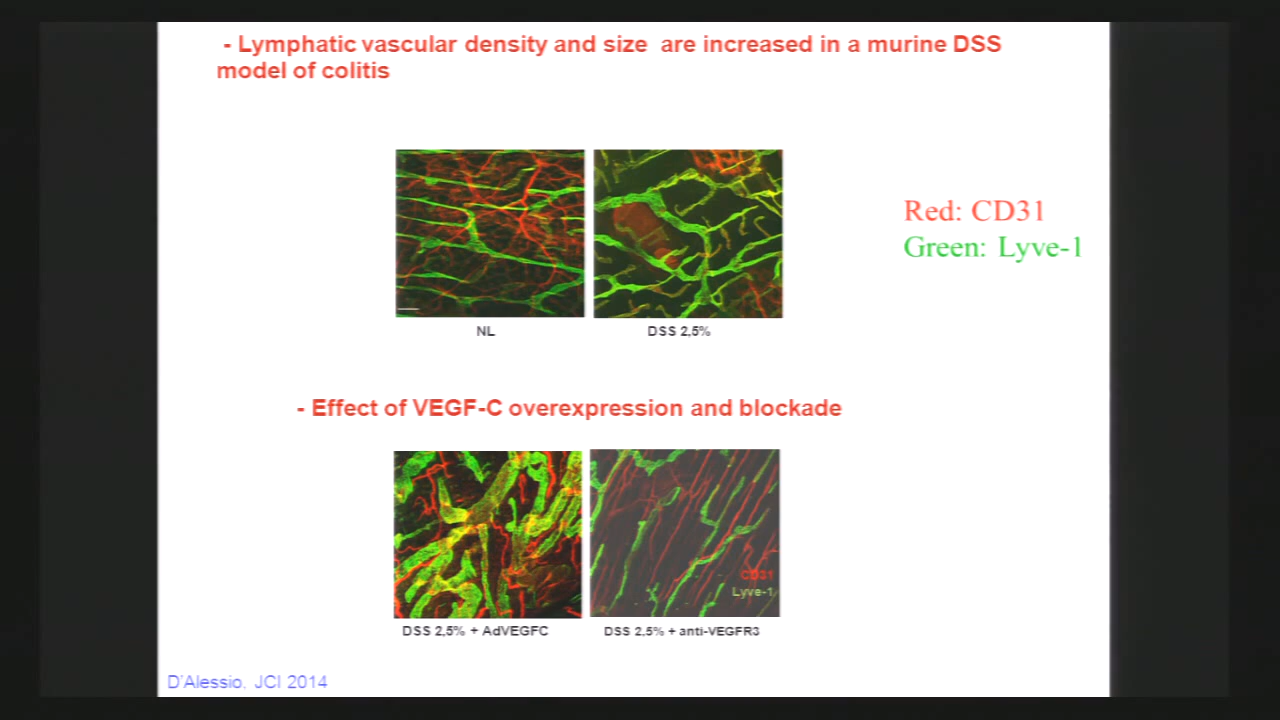 - Lymphatic vascular density and size are increased in a murine DSS
model of colitis
Red: CD31
Green: Lyve-1
NL
DSS 2,5%
- Effect of VEGF-C overexpression and blockade
CD31
Lyve-1
DSS 2,5% + AdVEGFC
DSS 2,5% + anti-VEGFR3
D'Alessio, JCI 2014